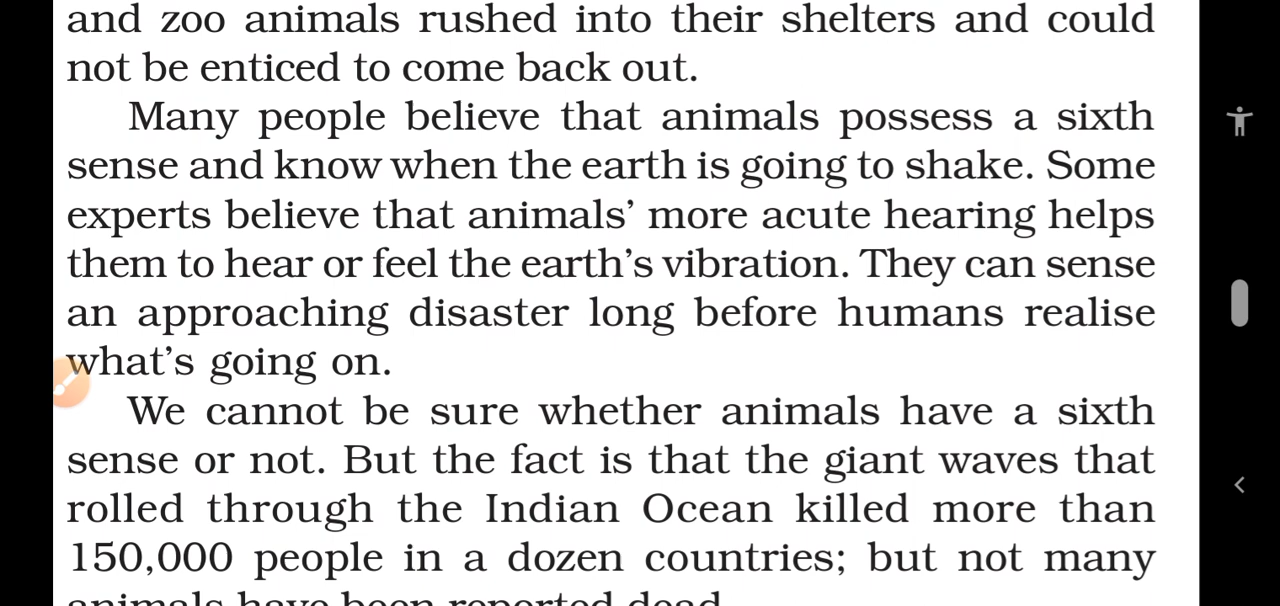 and zoo animals rushed into their shelters and could
not be enticed to come back out.
Many people believe that animals possess a sixth
sense and know when the earth is going to shake. Some
experts believe that animals’ more acute hearing helps
them to hear or feel the earth’s vibration. They can sense
an approaching disaster long before humans realise
what’s going on.
We cannot be sure whether animals have a sixth
sense or not. But the fact is that the giant waves that
rolled through the Indian Ocean killed more than
150,000 people in a dozen countries; but not many
animals have been reported dead.